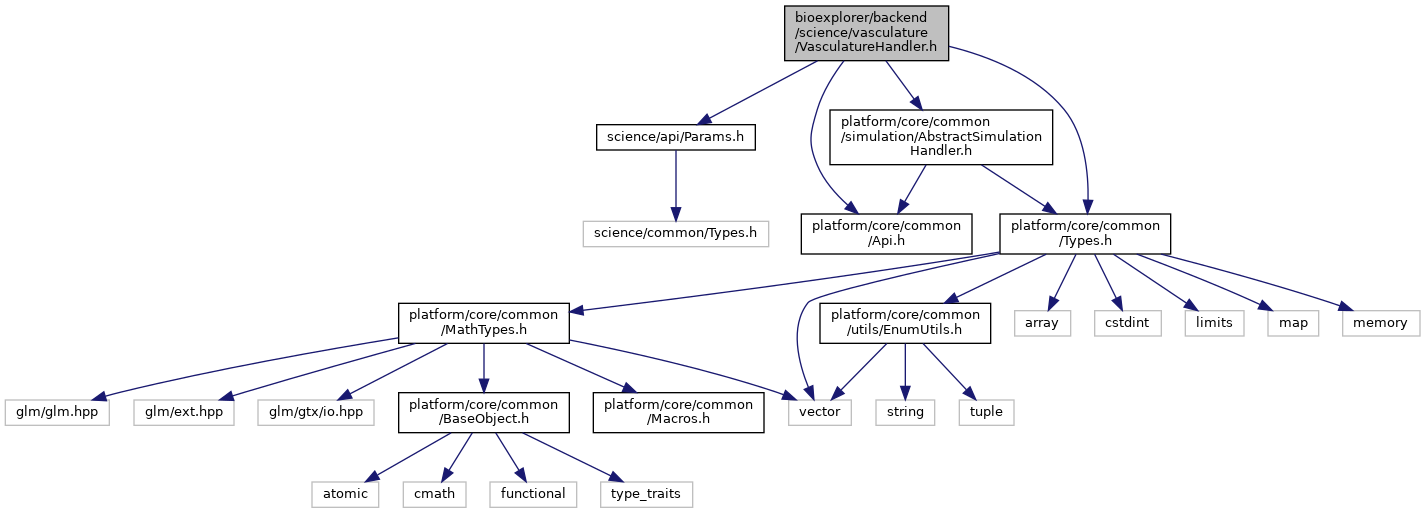 bioexplorer/backend
/science/vasculature
/VasculatureHandler.h
science/api/Params.h
platform/core/common
/simulation/AbstractSimulation
Handler.h
science/common/Types.h
platform/core/common
/Api.h
platform/core/common
/Types.h
platform/core/common
/MathTypes.h
platform/core/common
/utils/EnumUtils.h
array
cstdint
limits
map
memory
glm/glm.hpp
glm/ext.hpp
glm/gtx/io.hpp
platform/core/common
/BaseObject.h
platform/core/common
/Macros.h
vector
string
tuple
atomic
cmath
functional
type_traits